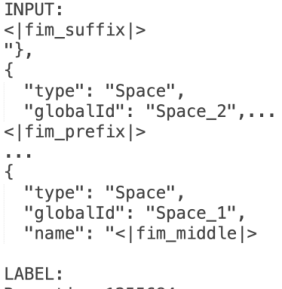 INPUT:
<|fim_suffix|>
"},
{
  "type": "Space",
  "globalId": "Space_2",...
<|fim_prefix|>
...
{
  "type": "Space",
  "globalId": "Space_1",
  "name": "<|fim_middle|>
LABEL: